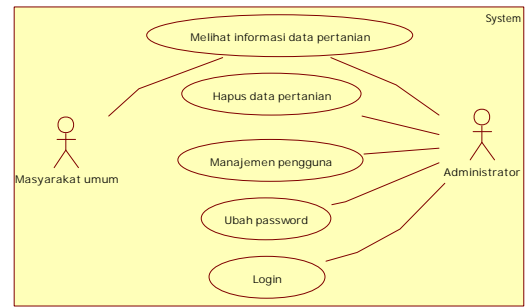 System
Melihat informasi data pertanian
Hapus data pertanian
Manajemen pengguna
Masyarakat umum
Administrator
Ubah password
Login